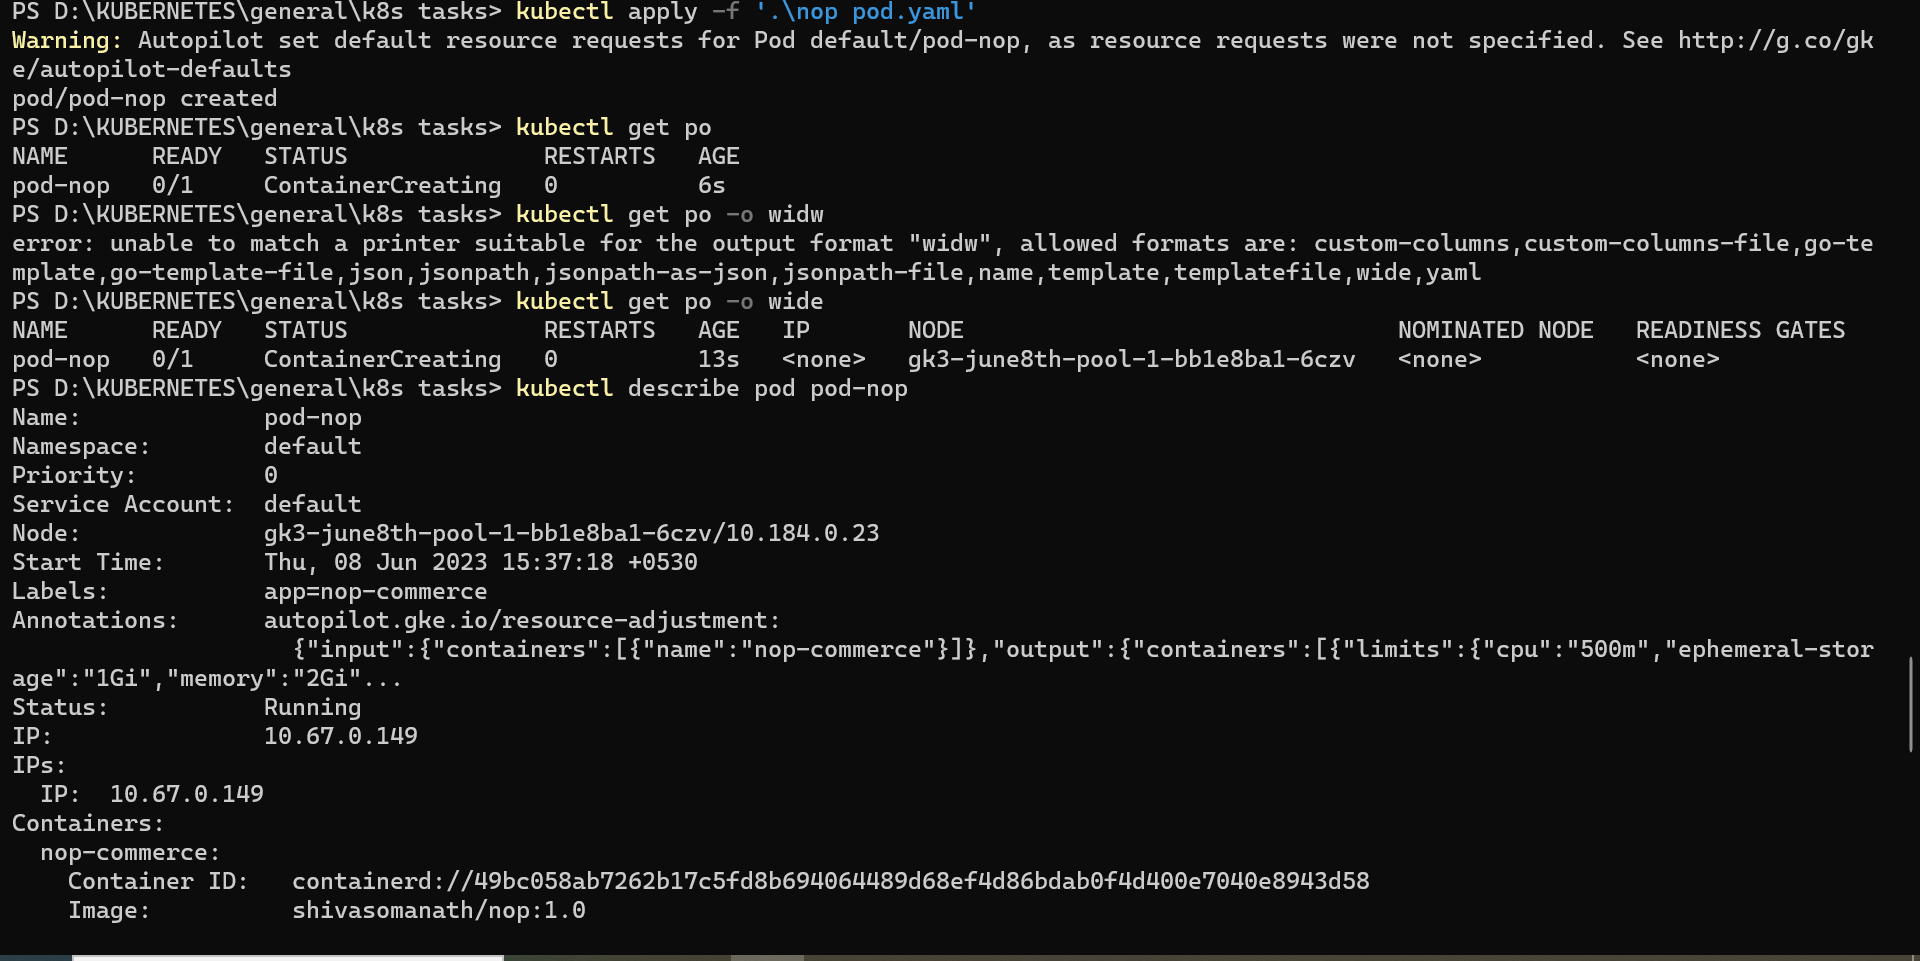 PS D:\KUBERNETES\general\k8s tasks> kubectl apply -f '.\nop pod.yaml'
Warning: Autopilot set default resource requests for Pod default/pod-nop, as resource requests were not specified. See http://g.co/gk
e/autopilot-defaults
pod/pod-nop created
PS D:\KUBERNETES\general\k8s tasks> kubectl get po
NAME      READY   STATUS              RESTARTS   AGE
pod-nop   0/1     ContainerCreating   0          6s
PS D:\KUBERNETES\general\k8s tasks> kubectl get po -o widw
error: unable to match a printer suitable for the output format "widw", allowed formats are: custom-columns,custom-columns-file,go-te
mplate,go-template-file,json,jsonpath,jsonpath-as-json,jsonpath-file,name,template,templatefile,wide,yaml
PS D:\KUBERNETES\general\k8s tasks> kubectl get po -o wide
NAME      READY   STATUS              RESTARTS   AGE   IP       NODE                               NOMINATED NODE   READINESS GATES
pod-nop   0/1     ContainerCreating   0          13s   <none>   gk3-june8th-pool-1-bb1e8ba1-6czv   <none>           <none>
PS D:\KUBERNETES\general\k8s tasks> kubectl describe pod pod-nop
Name:             pod-nop
Namespace:        default
Priority:         0
Service Account:  default
Node:             gk3-june8th-pool-1-bb1e8ba1-6czv/10.184.0.23
Start Time:       Thu, 08 Jun 2023 15:37:18 +0530
Labels:           app=nop-commerce
Annotations:      autopilot.gke.io/resource-adjustment:
                    {"input":{"containers":[{"name":"nop-commerce"}]},"output":{"containers":[{"limits":{"cpu":"500m","ephemeral-stor
age":"1Gi","memory":"2Gi"...
Status:           Running
IP:               10.67.0.149
IPs:
  IP:  10.67.0.149
Containers:
  nop-commerce:
    Container ID:   containerd://49bc058ab7262b17c5fd8b694064489d68ef4d86bdab0f4d400e7040e8943d58
    Image:          shivasomanath/nop:1.0